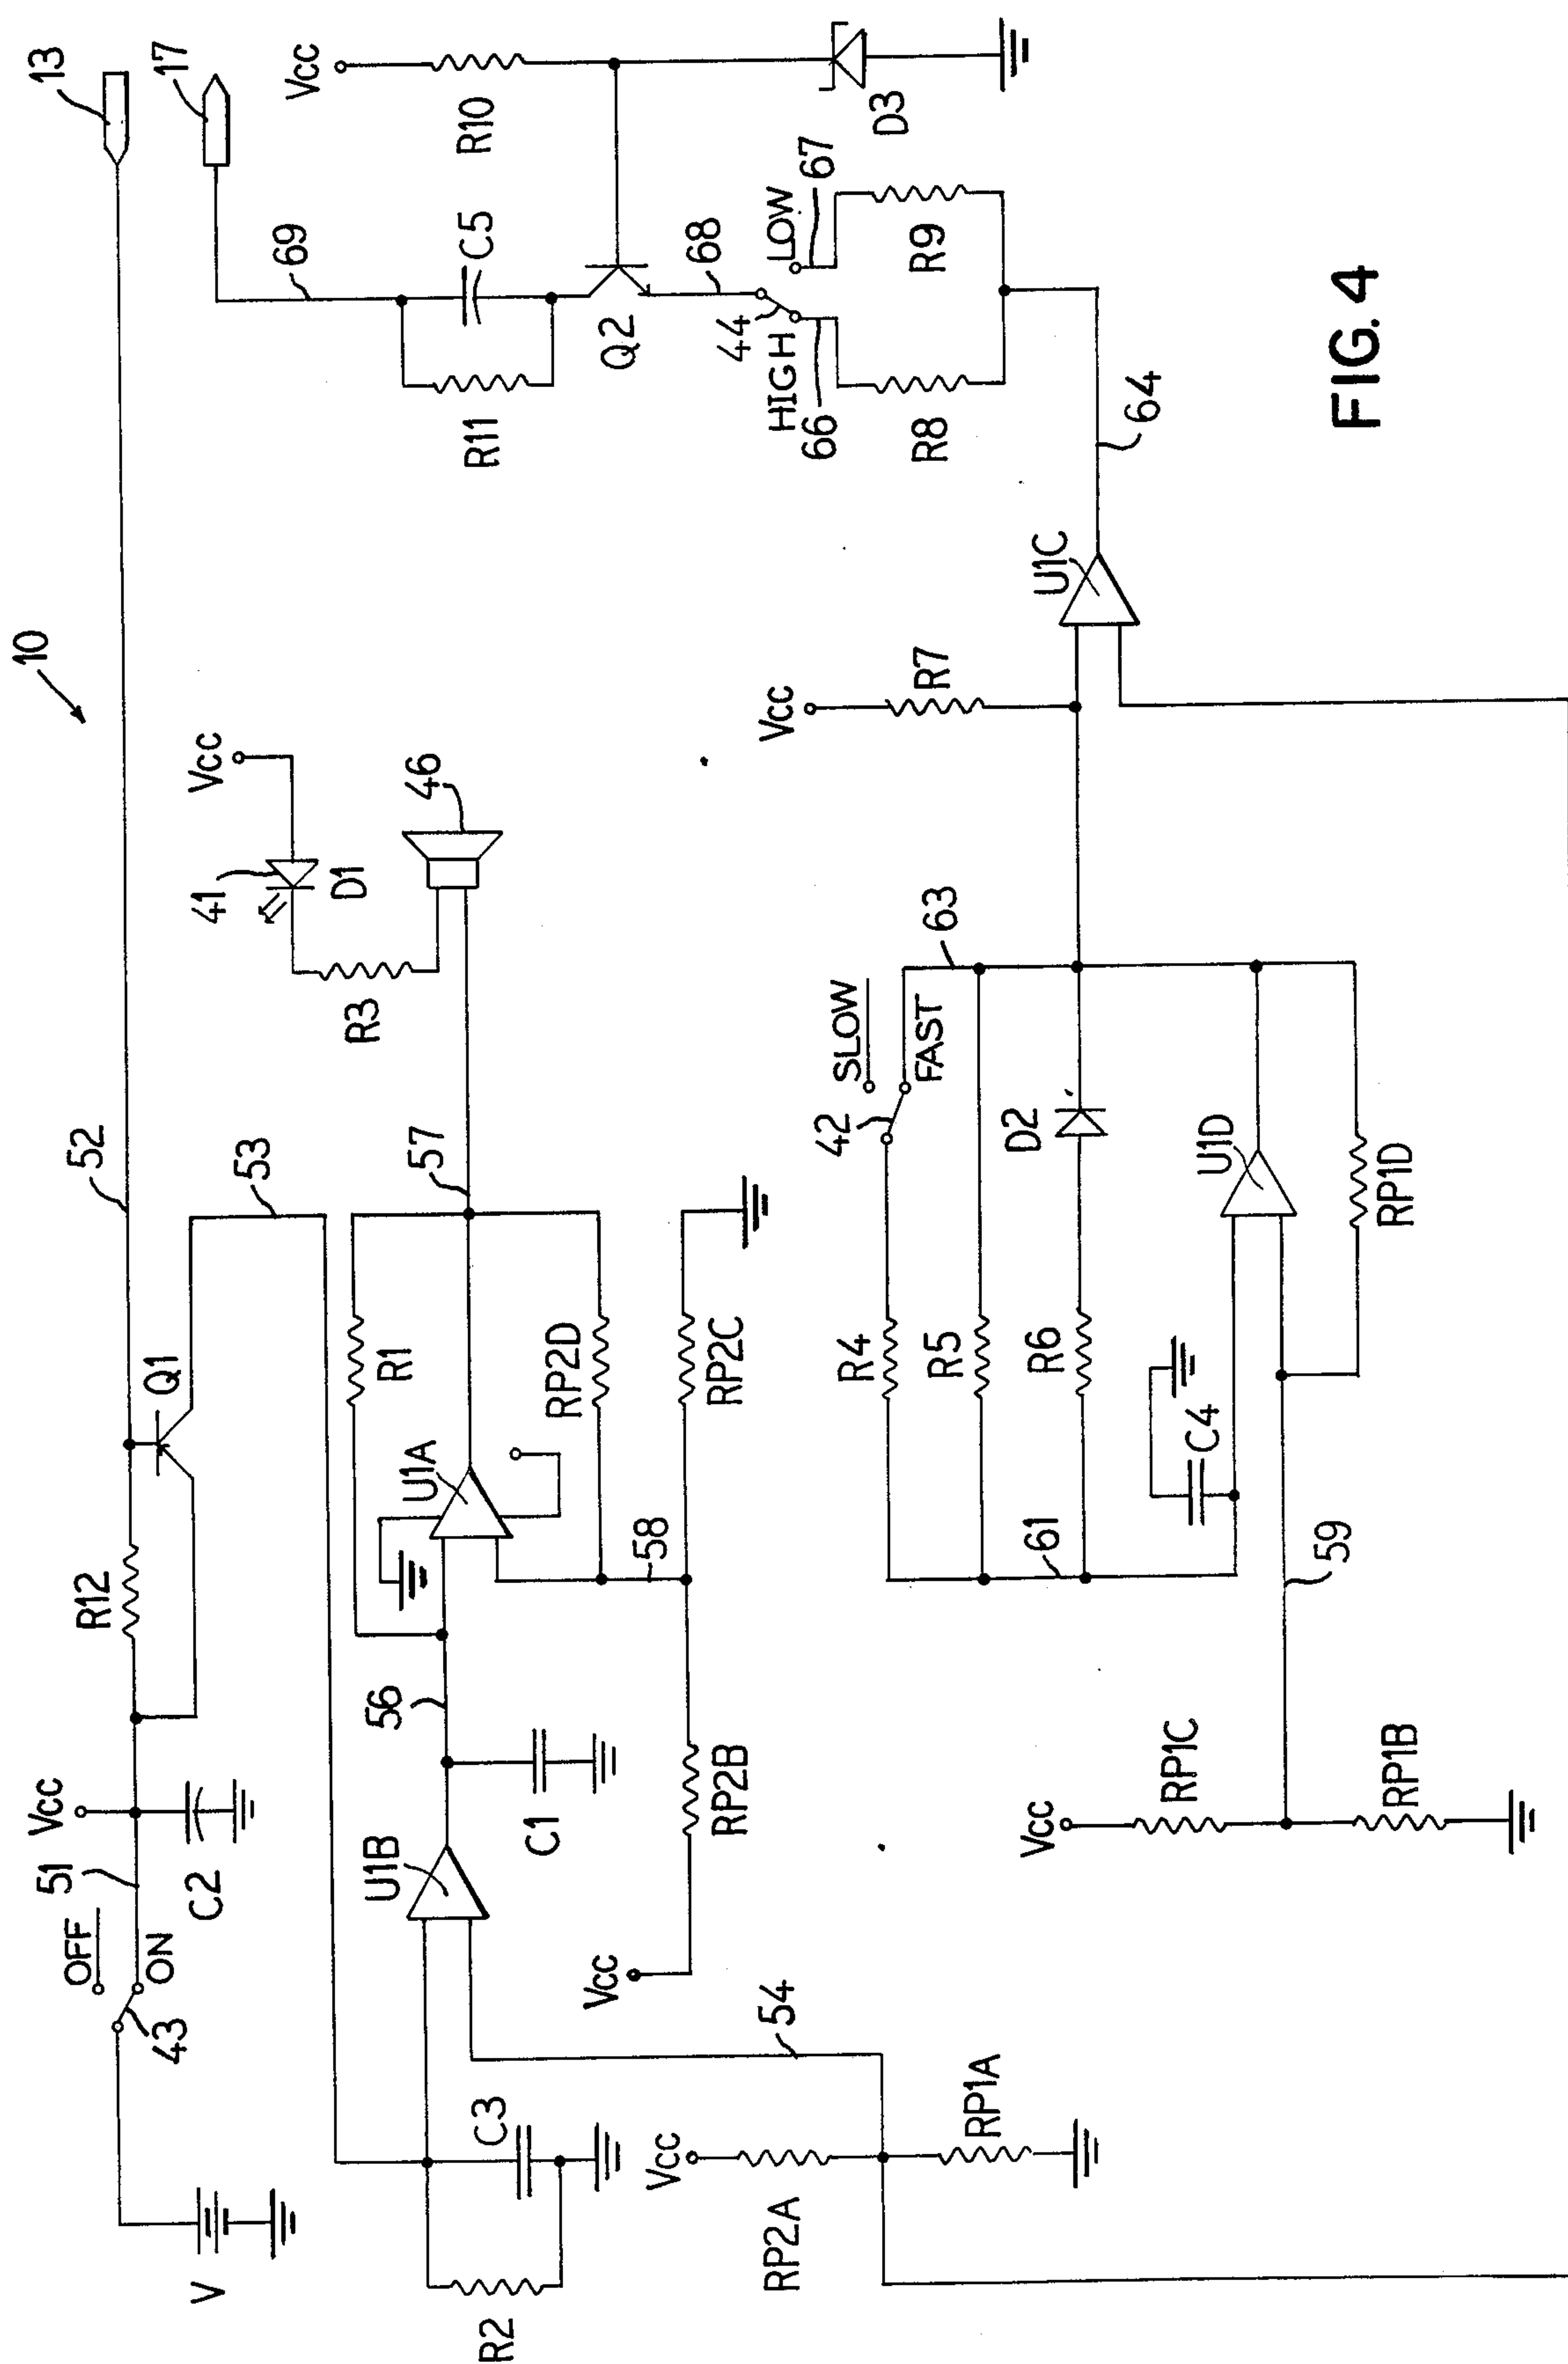 10
13
17
52
51
43
OFF
ON
V
Vcc
C2
R12
Q1
53
Vcc
41
D1
R3
46
57
R1
U1A
RP2D
RP2C
58
RP2B
Vcc
56
U1B
C1
C3
R2
54
Vcc
RP2A
RP1A
69
C5
R11
Q2
68
44
HIGH
LOW
66
67
R8
R9
64
Vcc
R10
D3
Vcc
R7
U1C
63
SLOW
FAST
42
R4
R5
R6
D2
61
C4
U1D
RP1D
59
Vcc
RP1C
RP1B
FIG. 4